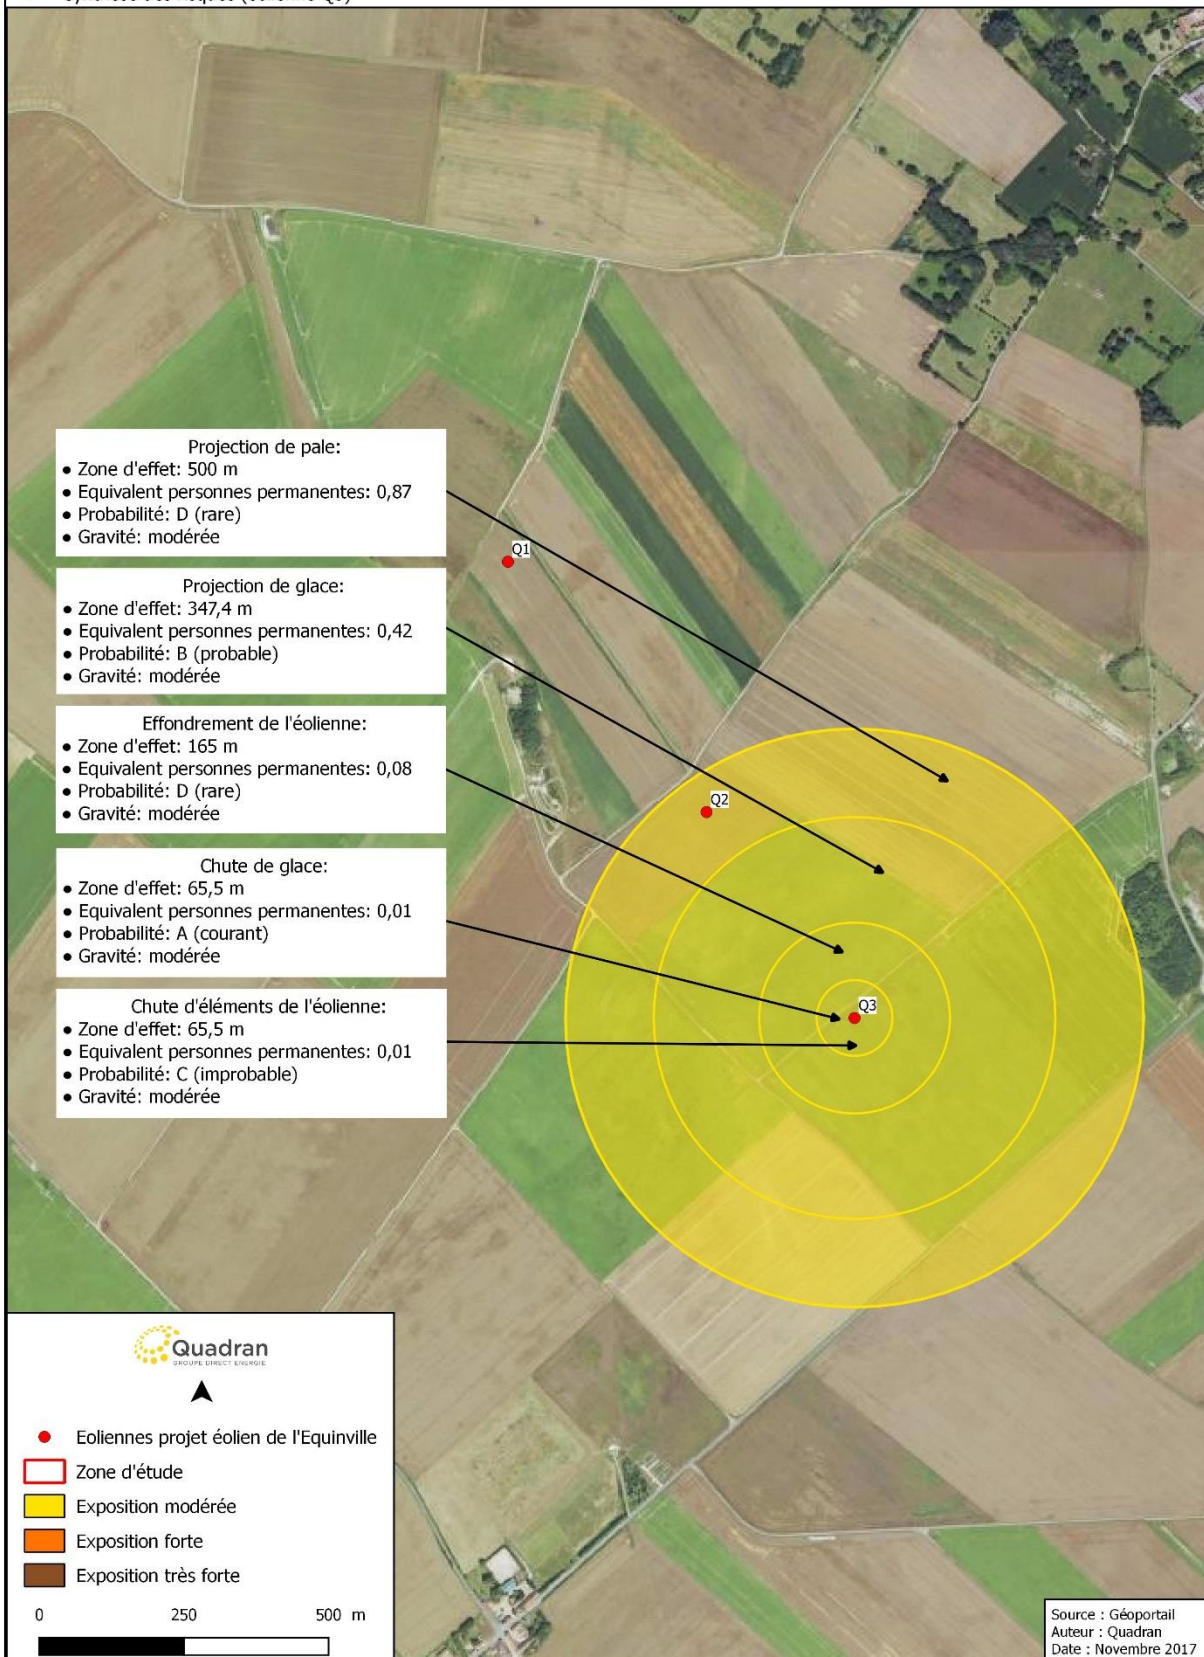 Projection de pale:
• Zone d'effet: 500 m
• Equivalent personnes permanentes: 0,87
• Probabilité: D (rare)
• Gravité: modérée
Projection de glace:
• Zone d'effet: 347,4 m
• Equivalent personnes permanentes: 0,42
• Probabilité: B (probable)
• Gravité: modérée
Effondrement de l'éolienne:
• Zone d'effet: 165 m
• Equivalent personnes permanentes: 0,08
• Probabilité: D (rare)
• Gravité: modérée
Chute de glace:
• Zone d'effet: 65,5 m
• Equivalent personnes permanentes: 0,01
• Probabilité: A (courant)
• Gravité: modérée
Chute d'éléments de l'éolienne:
• Zone d'effet: 65,5 m
• Equivalent personnes permanentes: 0,01
• Probabilité: C (improbable)
• Gravité: modérée
Q1
Q2
Q3
Quadran
GROUPE DIRECT ENERGIE
Eoliennes projet éolien de l'Equinville
Zone d'étude
Exposition modérée
Exposition forte
Exposition très forte
0 250 500 m
Source : Géoportail
Auteur : Quadran
Date : Novembre 2017